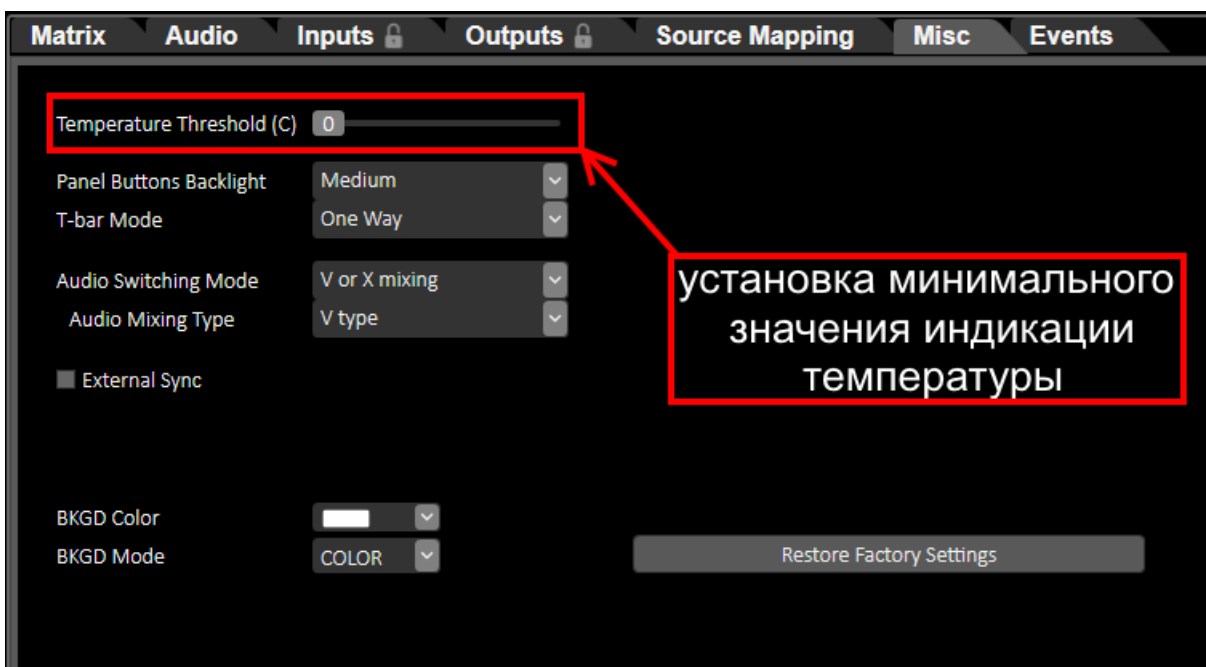 Matrix Audio Inputs Outputs Source Mapping Misc Events
Temperature Threshold (C) 0
Panel Buttons Backlight Medium
T-bar Mode One Way
Audio Switching Mode V or X mixing
Audio Mixing Type V type
установка минимального
значения индикации
температуры
External Sync
BKGD Color
BKGD Mode COLOR
Restore Factory Settings